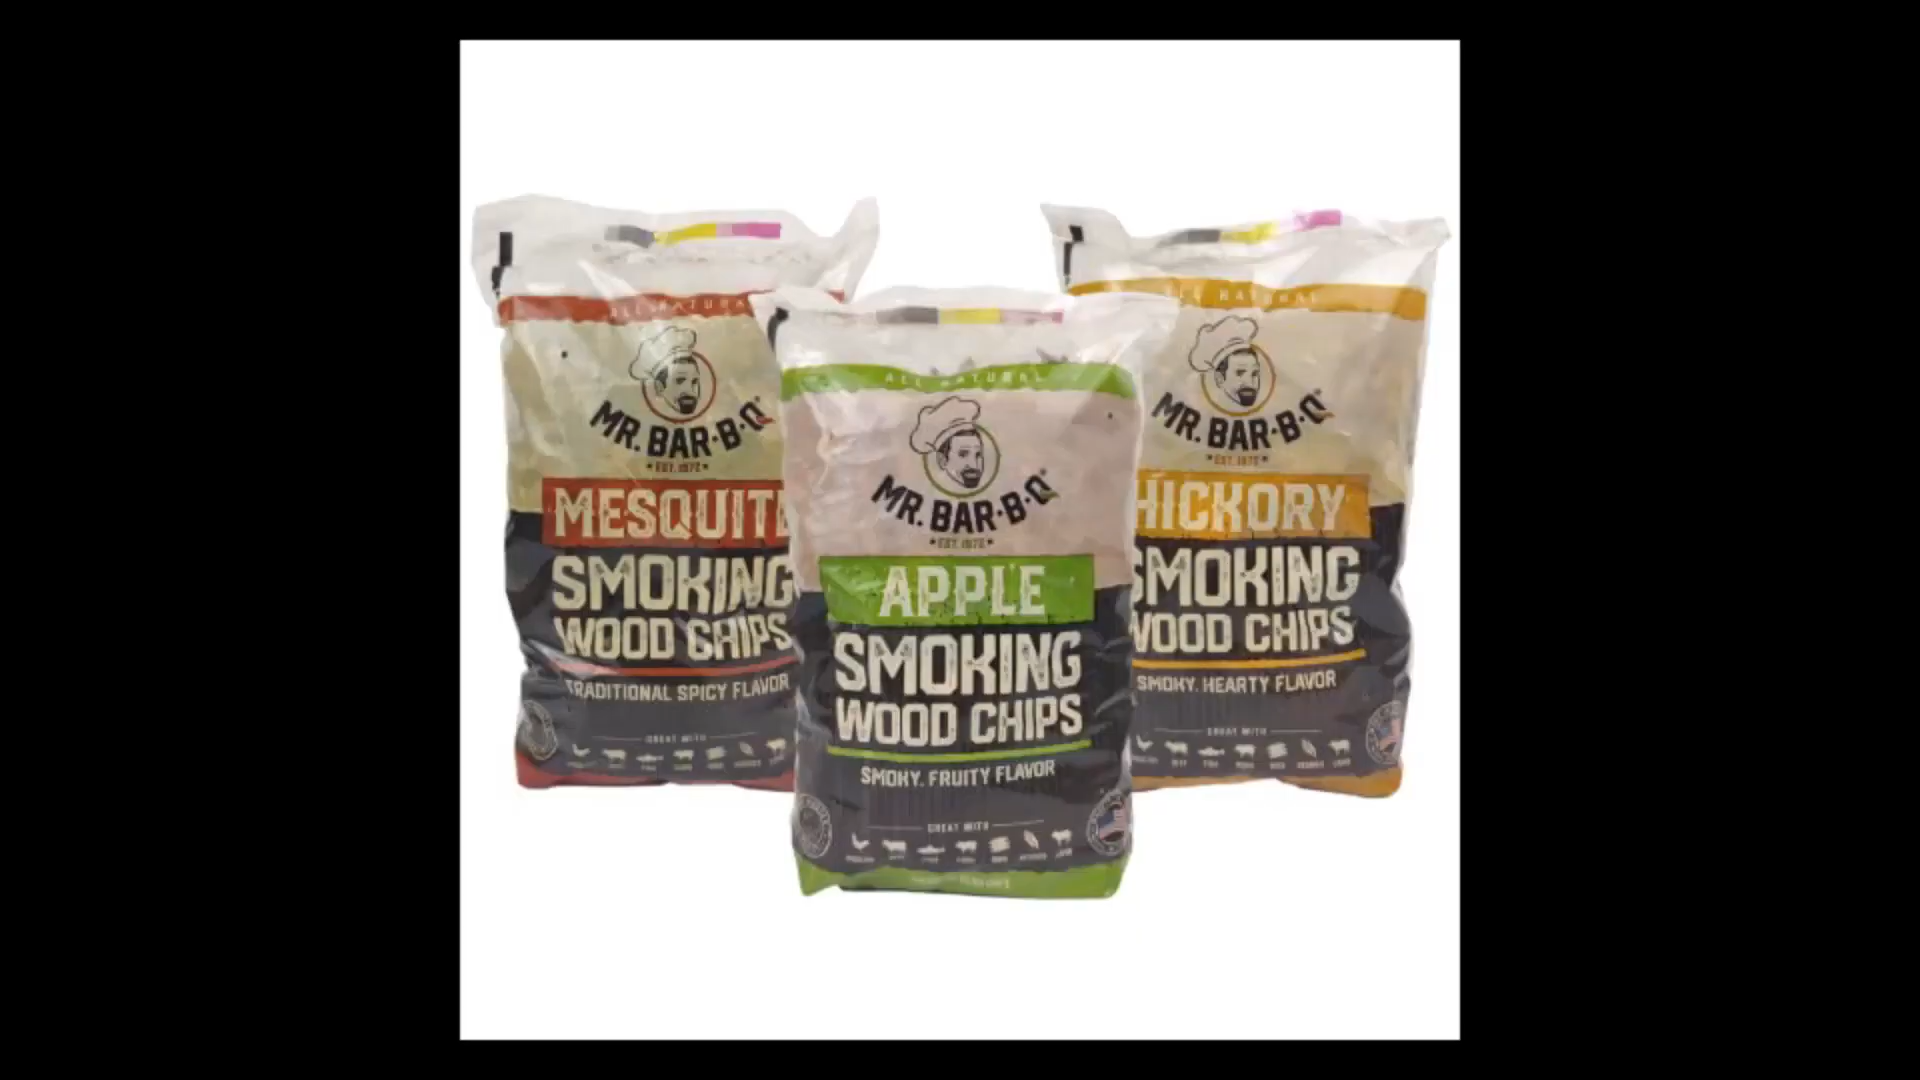 ALL NATURAL
MR. BAR-B-Q®
EST. 1972
MESQUITE
SMOKING
WOOD CHIPS
TRADITIONAL SPICY FLAVOR
GREAT WITH
ALL NATURAL
MR. BAR-B-Q®
EST. 1972
APPLE
SMOKING
WOOD CHIPS
SMOKY, FRUITY FLAVOR
GREAT WITH
ALL NATURAL
MR. BAR-B-Q®
EST. 1972
HICKORY
SMOKING
WOOD CHIPS
SMOKY, HEARTY FLAVOR
GREAT WITH